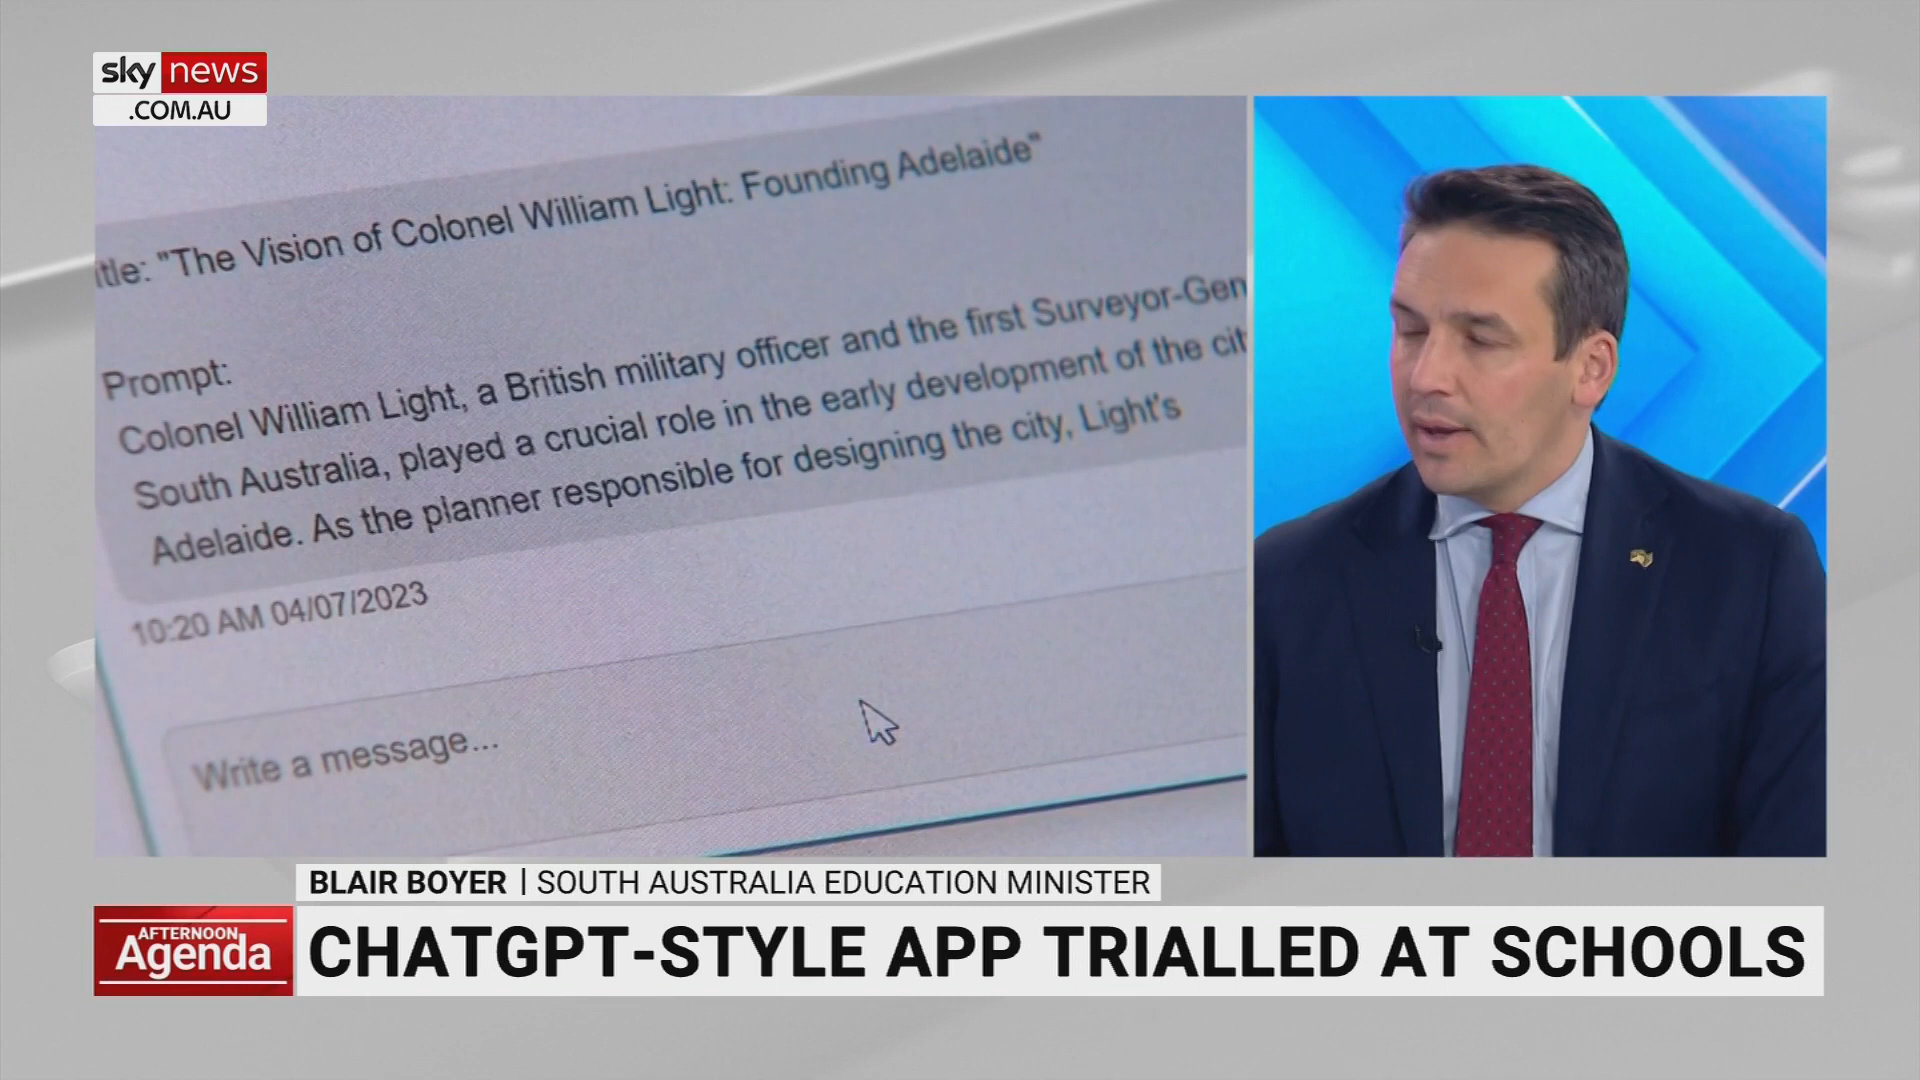 sky news
.COM.AU
itle: "The Vision of Colonel William Light: Founding Adelaide"
Prompt:
Colonel William Light, a British military officer and the first Surveyor-Gen
South Australia, played a crucial role in the early development of the cit
Adelaide. As the planner responsible for designing the city, Light's
10:20 AM 04/07/2023
Write a message...
BLAIR BOYER | SOUTH AUSTRALIA EDUCATION MINISTER
AFTERNOON
Agenda
CHATGPT-STYLE APP TRIALLED AT SCHOOLS